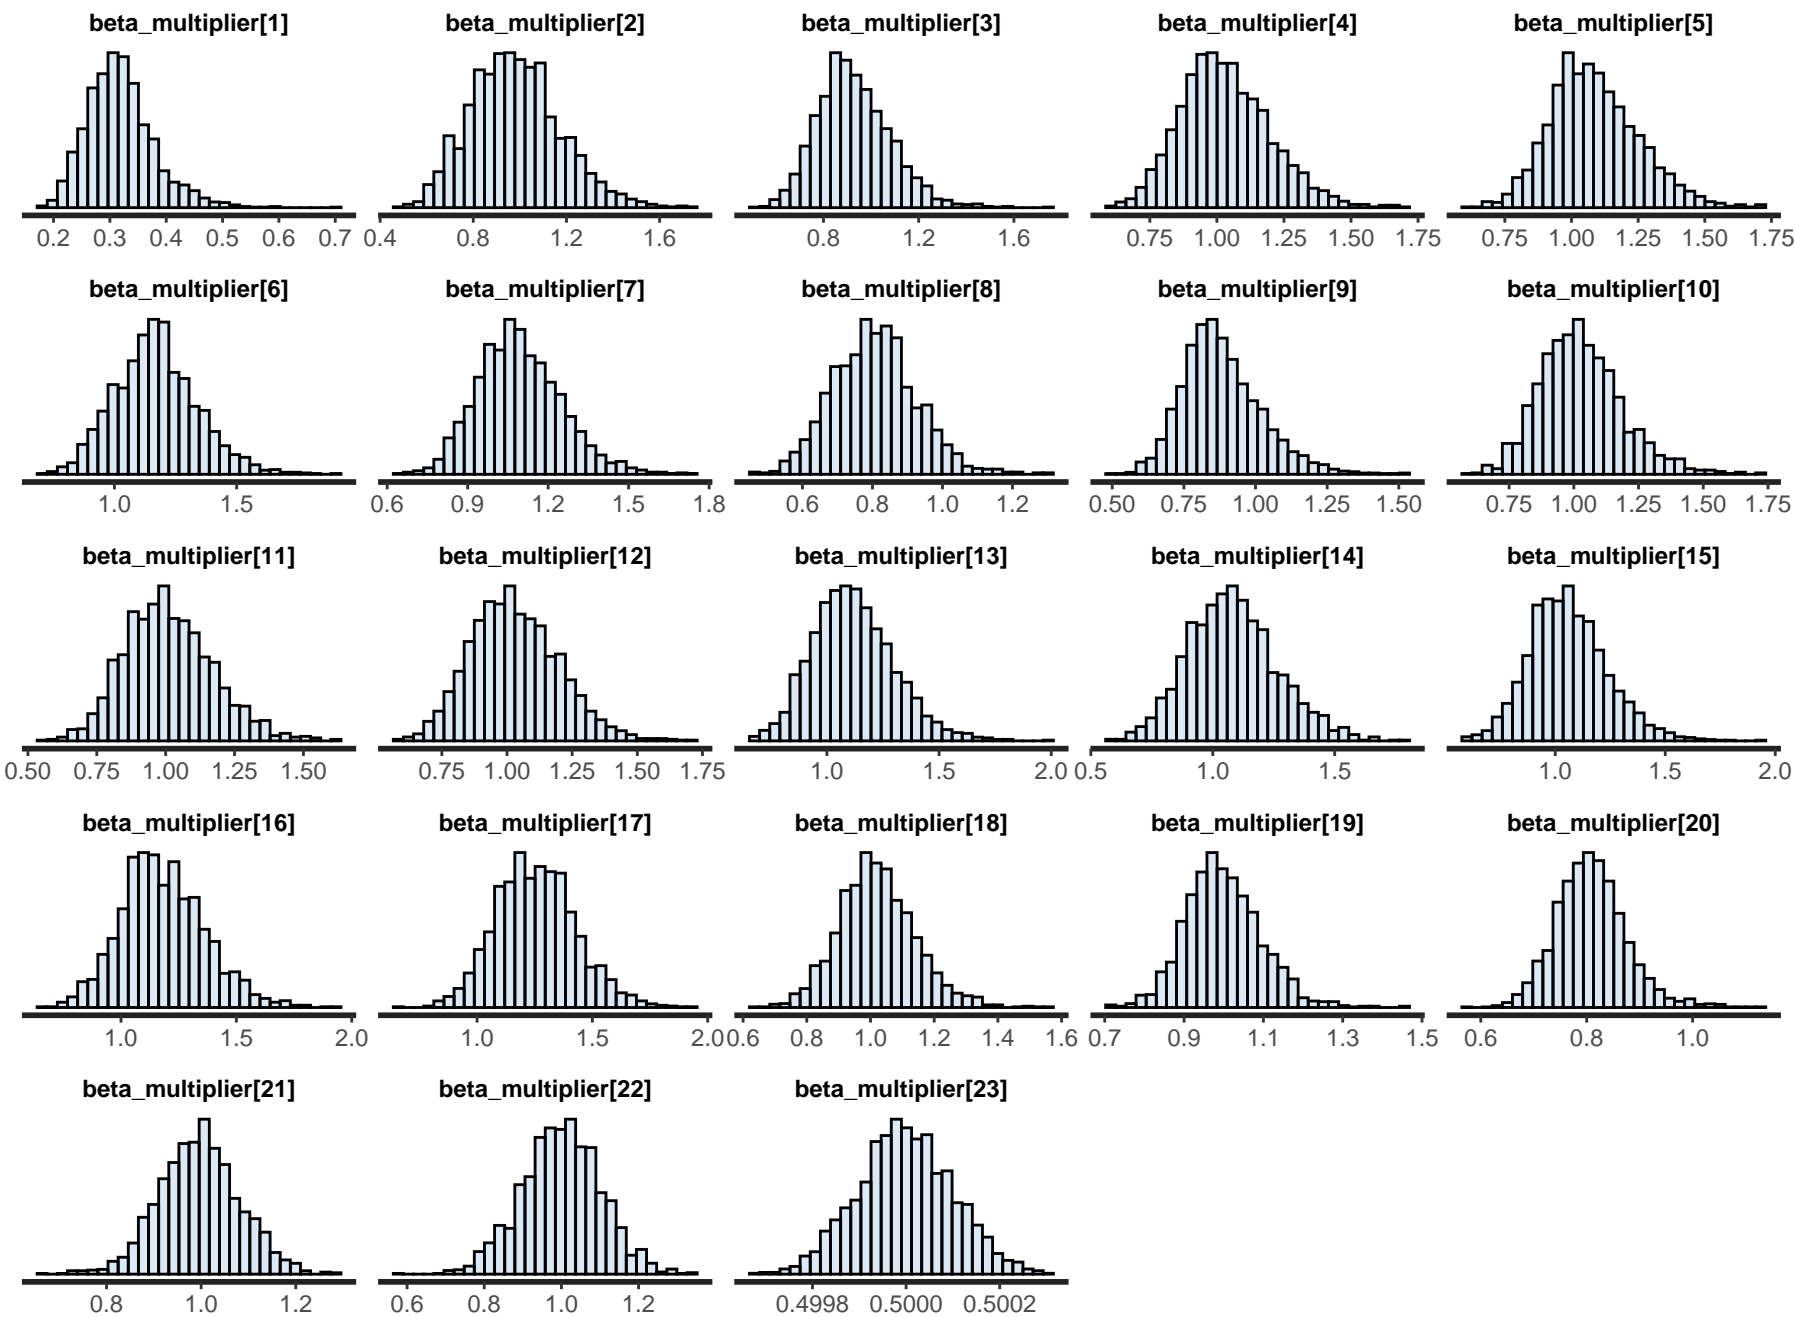 beta_multiplier[1] beta_multiplier[2] beta_multiplier[3] beta_multiplier[4] beta_multiplier[5]
0.2 0.3 0.4 0.5 0.6 0.7 0.4 0.8 1.2 1.6 0.8 1.2 1.6 0.75 1.00 1.25 1.50 1.75 0.75 1.00 1.25 1.50 1.75
beta_multiplier[6] beta_multiplier[7] beta_multiplier[8] beta_multiplier[9] beta_multiplier[10]
1.0 1.5 0.6 0.9 1.2 1.5 1.8 0.6 0.8 1.0 1.2 0.50 0.75 1.00 1.25 1.50 0.75 1.00 1.25 1.50 1.75
beta_multiplier[11] beta_multiplier[12] beta_multiplier[13] beta_multiplier[14] beta_multiplier[15]
0.50 0.75 1.00 1.25 1.50 0.75 1.00 1.25 1.50 1.75 1.0 1.5 2.0 0.5 1.0 1.5 1.0 1.5 2.0
beta_multiplier[16] beta_multiplier[17] beta_multiplier[18] beta_multiplier[19] beta_multiplier[20]
1.0 1.5 2.0 1.0 1.5 2.0 0.6 0.8 1.0 1.2 1.4 1.6 0.7 0.9 1.1 1.3 1.5 0.6 0.8 1.0
beta_multiplier[21] beta_multiplier[22] beta_multiplier[23]
0.8 1.0 1.2 0.6 0.8 1.0 1.2 0.4998 0.5000 0.5002